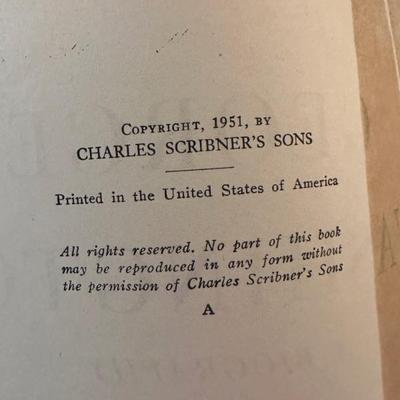 COPYRIGHT, 1951, BY
CHARLES SCRIBNER'S SONS
Printed in the United States of America
All rights reserved. No part of this book
may be reproduced in any form without
the permission of Charles Scribner's Sons
A